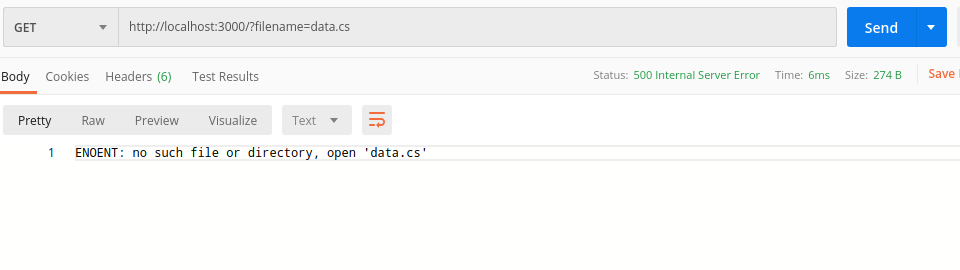 GET http://localhost:3000/?filename=data.cs Send
Body Cookies Headers (6) Test Results Status: 500 Internal Server Error Time: 6ms Size: 274 B Save
Pretty Raw Preview Visualize Text
1 ENOENT: no such file or directory, open 'data.cs'